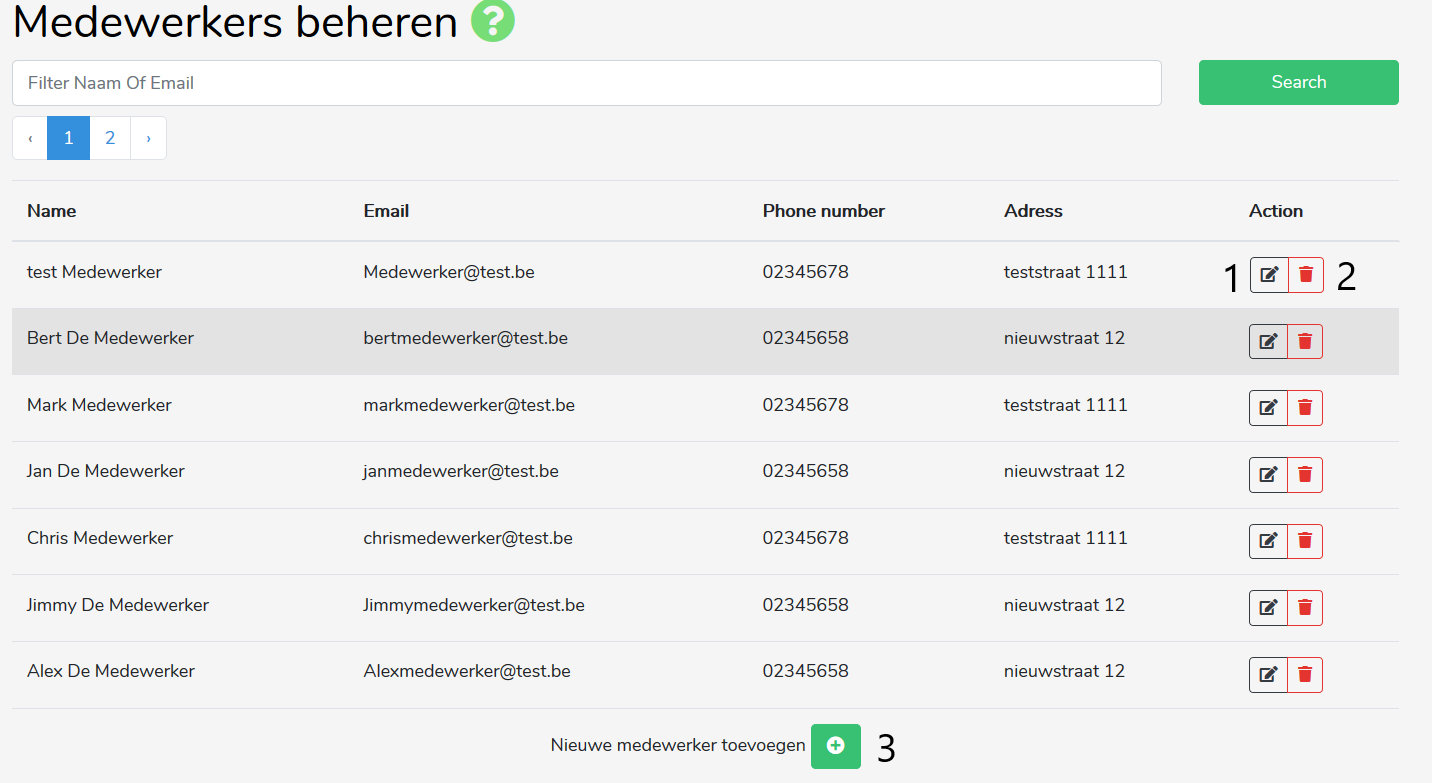 Medewerkers beheren ?
Filter Naam Of Email Search
‹ 1 2 ›
Name Email Phone number Adress Action
test Medewerker Medewerker@test.be 02345678 teststraat 1111 1 2
Bert De Medewerker bertmedewerker@test.be 02345658 nieuwstraat 12
Mark Medewerker markmedewerker@test.be 02345678 teststraat 1111
Jan De Medewerker janmedewerker@test.be 02345658 nieuwstraat 12
Chris Medewerker chrismedewerker@test.be 02345678 teststraat 1111
Jimmy De Medewerker Jimmymedewerker@test.be 02345658 nieuwstraat 12
Alex De Medewerker Alexmedewerker@test.be 02345658 nieuwstraat 12
Nieuwe medewerker toevoegen 3